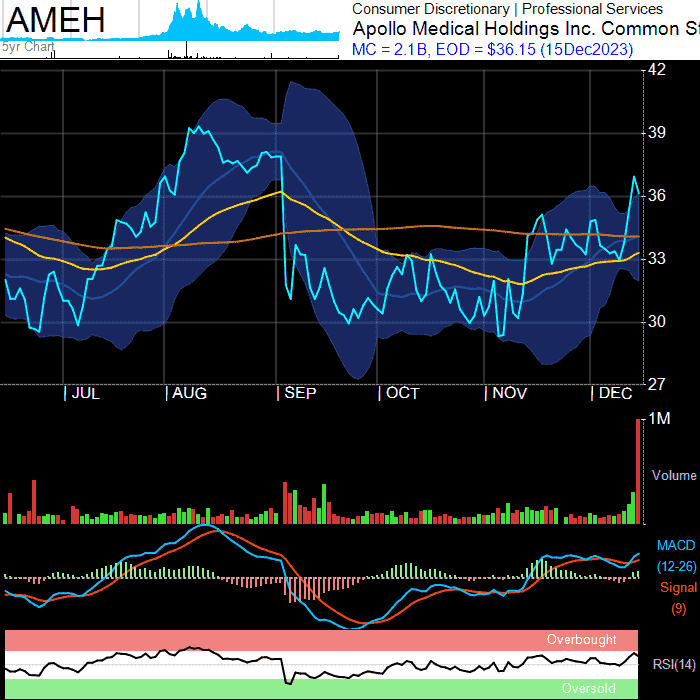 AMEH
5yr Chart
Consumer Discretionary | Professional Services
Apollo Medical Holdings Inc. Common St
MC = 2.1B, EOD = $36.15 (15Dec2023)
42
39
36
33
30
27
| JUL | AUG | SEP | OCT | NOV | DEC
1M
Volume
MACD
(12-26)
Signal
(9)
Overbought
RSI(14)
Oversold